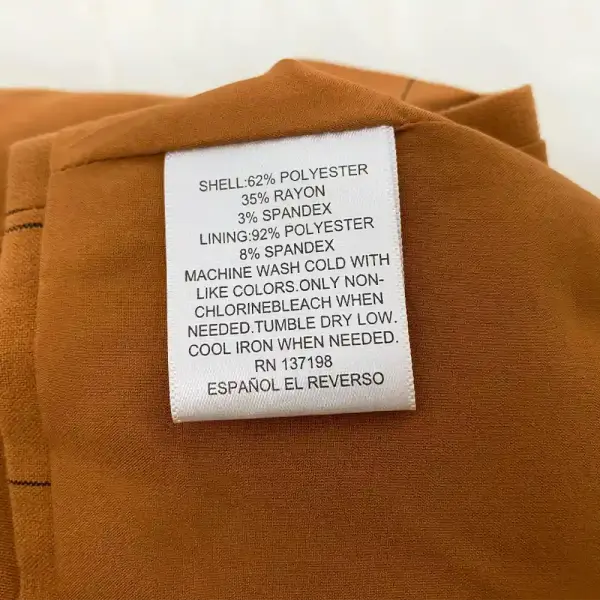 SHELL:62% POLYESTER
35% RAYON
3% SPANDEX
LINING:92% POLYESTER
8% SPANDEX
MACHINE WASH COLD WITH
LIKE COLORS.ONLY NON-
CHLORINEBLEACH WHEN
NEEDED.TUMBLE DRY LOW.
COOL IRON WHEN NEEDED.
RN 137198
ESPAÑOL EL REVERSO